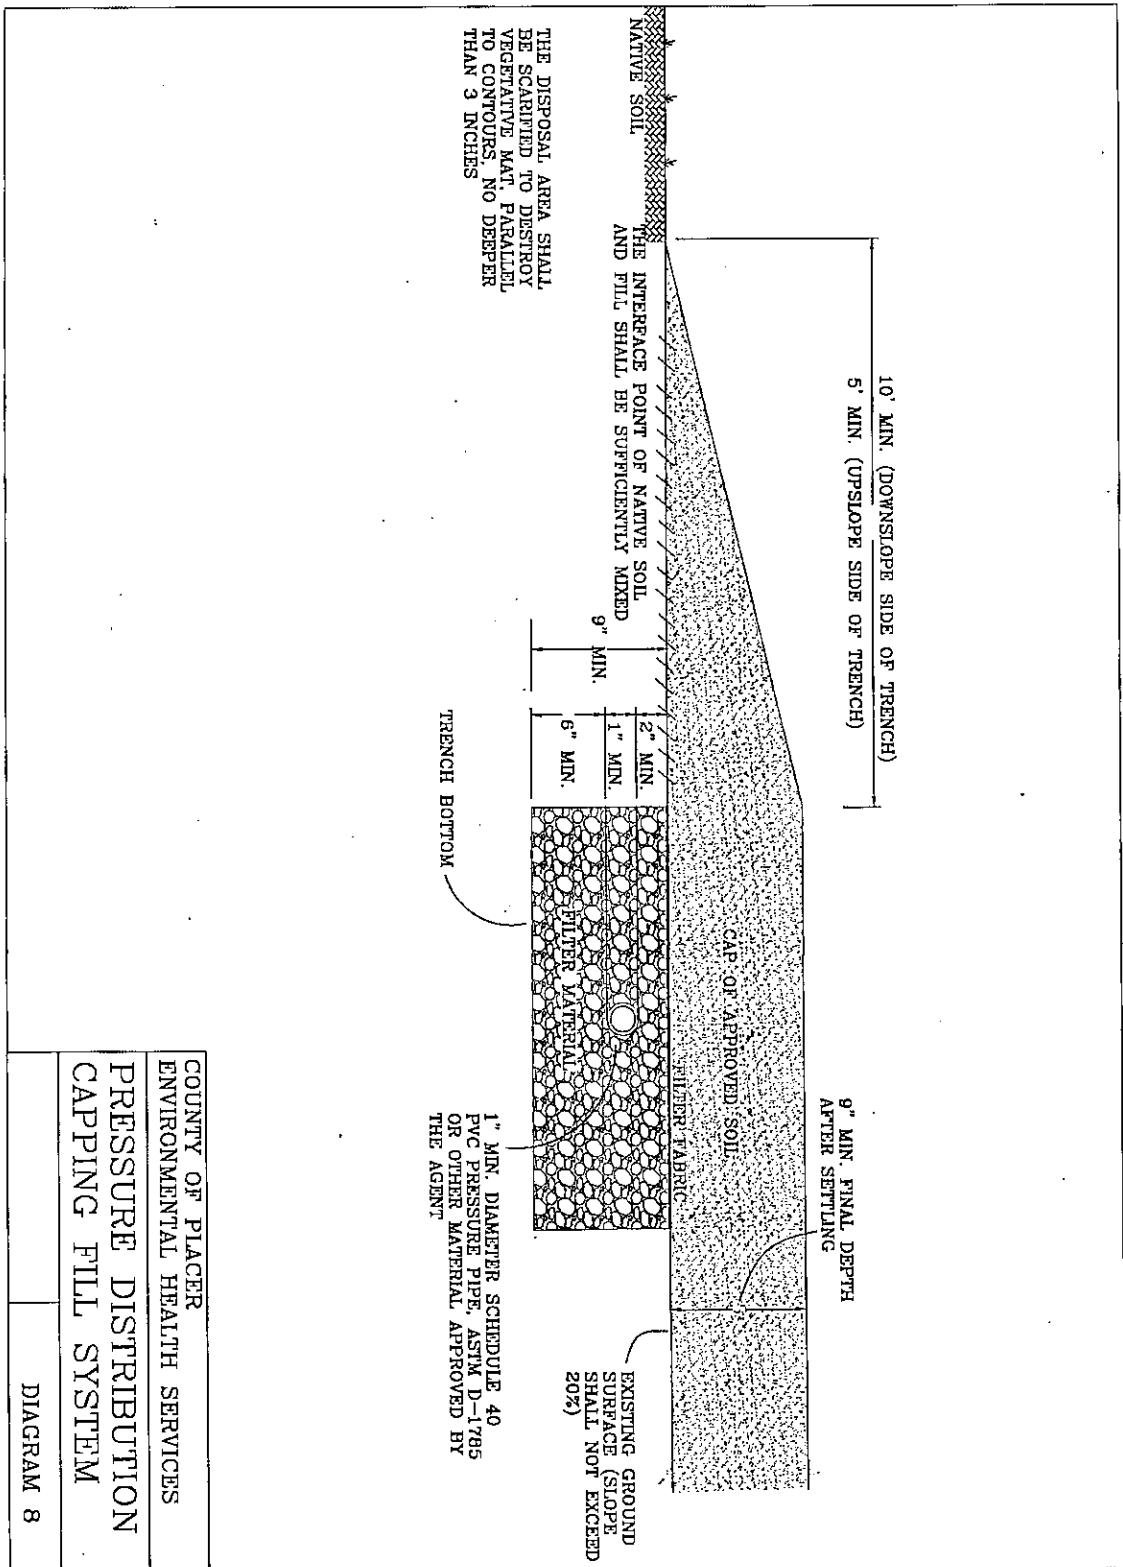 10' MIN. (DOWNSLOPE SIDE OF TRENCH)
5' MIN. (UPSLOPE SIDE OF TRENCH)
9" MIN. FINAL DEPTH
AFTER SETTLING
CAP OF APPROVED SOIL
FILTER FABRIC
NATIVE SOIL
THE INTERFACE POINT OF NATIVE SOIL
AND FILL SHALL BE SUFFICIENTLY MIXED
9" MIN.
2" MIN.
1" MIN.
6" MIN.
FILTER MATERIAL
EXISTING GROUND
SURFACE (SLOPE
SHALL NOT EXCEED
20%)
THE DISPOSAL AREA SHALL
BE SCARIFIED TO DESTROY
VEGETATIVE MAT, PARALLEL
TO CONTOURS, NO DEEPER
THAN 3 INCHES
TRENCH BOTTOM
1" MIN. DIAMETER SCHEDULE 40
PVC PRESSURE PIPE, ASTM D-1785
OR OTHER MATERIAL APPROVED BY
THE AGENT
COUNTY OF PLACER
ENVIRONMENTAL HEALTH SERVICES
PRESSURE DISTRIBUTION
CAPPING FILL SYSTEM
DIAGRAM 8